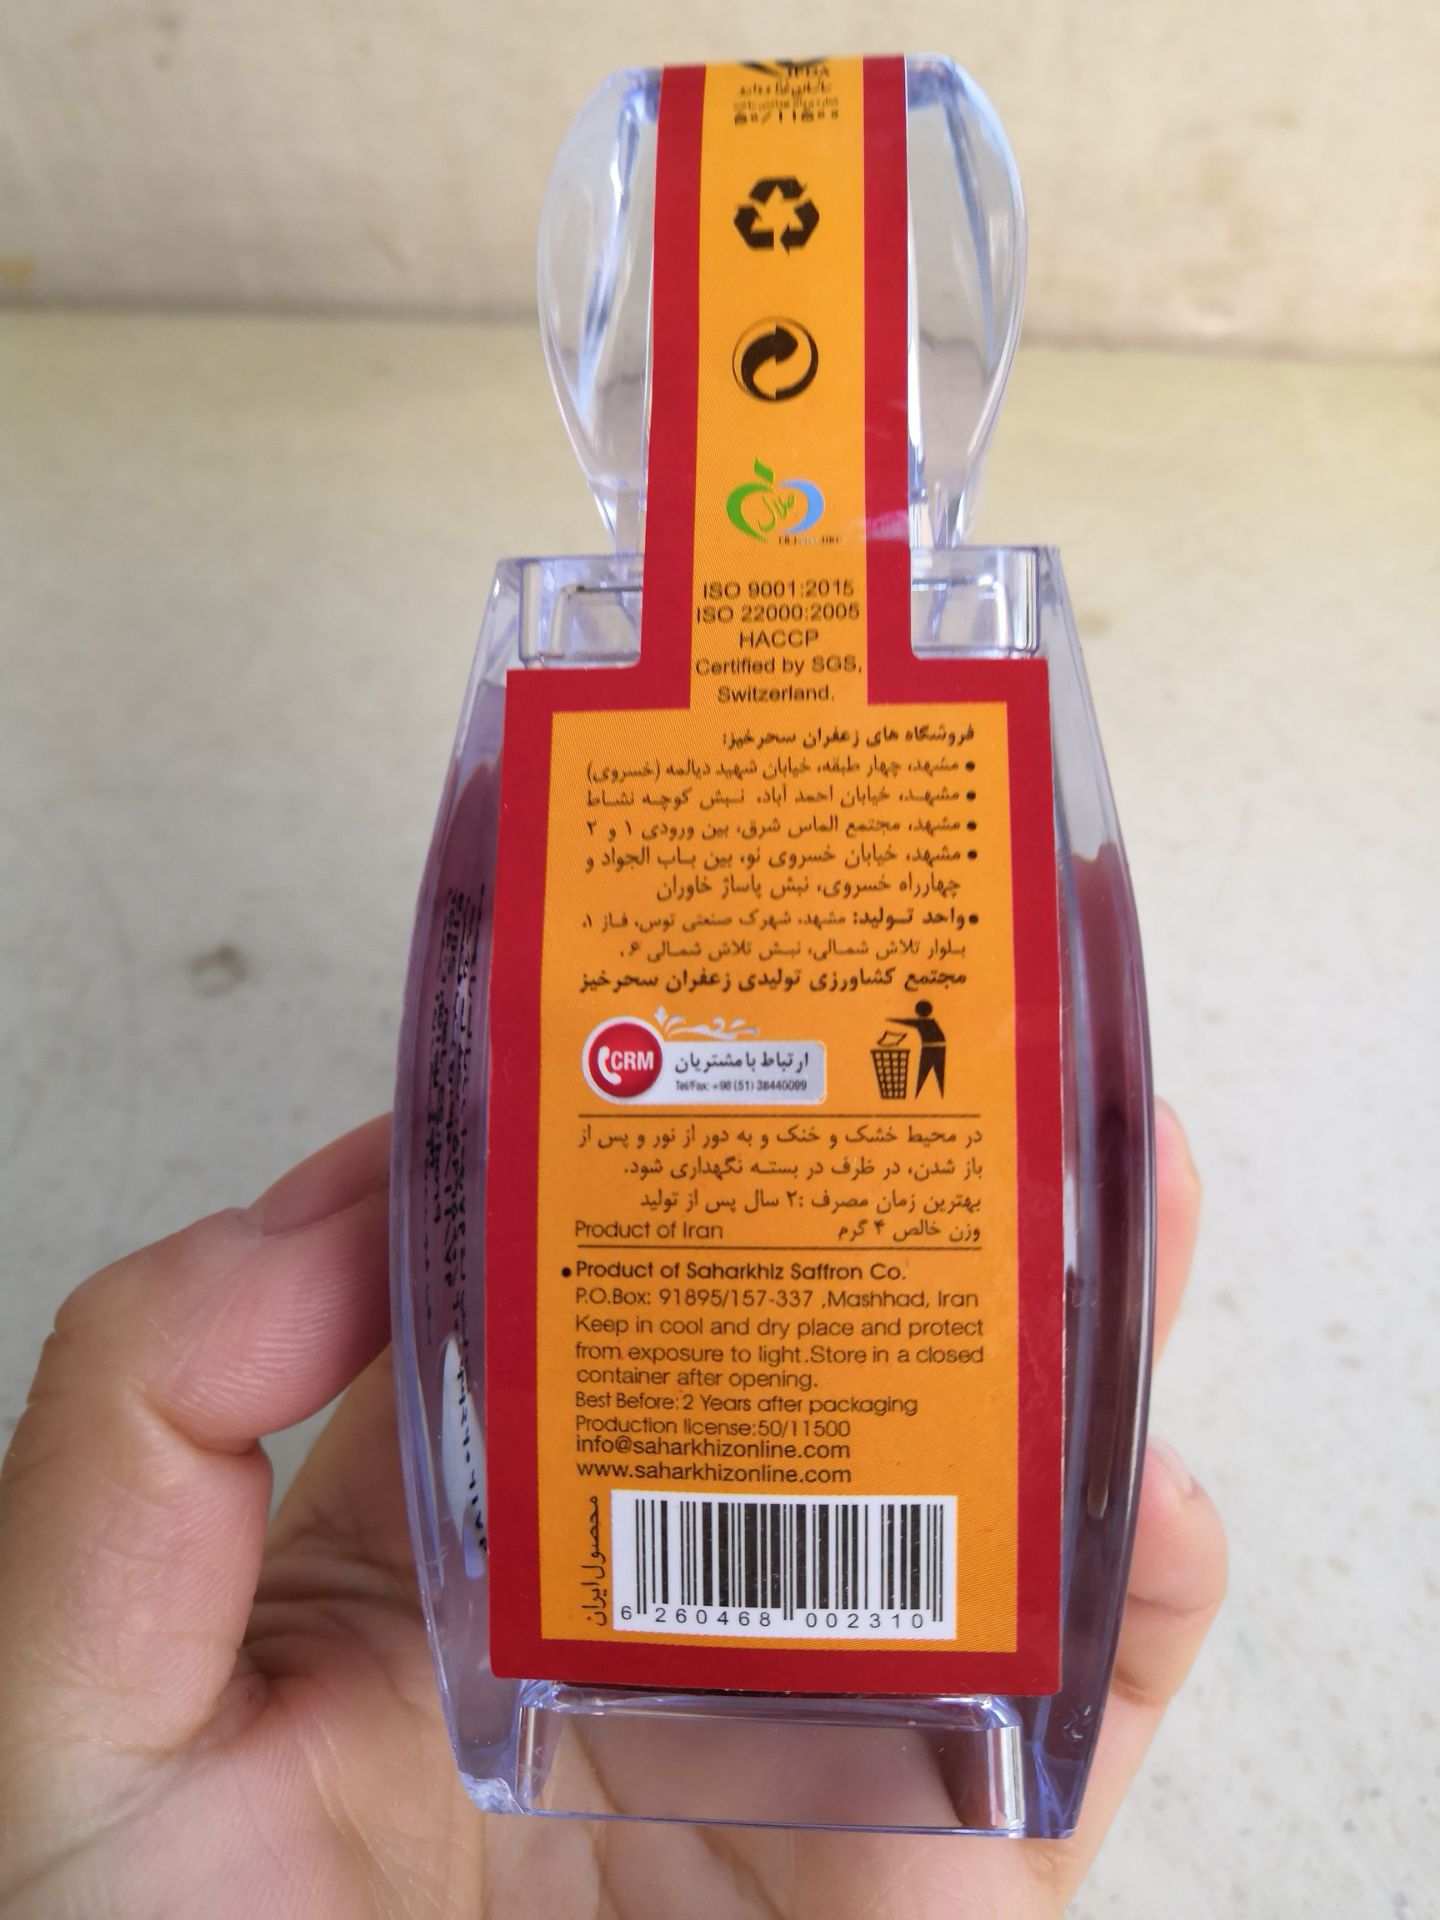 ISO 9001:2015
ISO 22000:2005
HACCP
Certified by SGS,
Switzerland.
فروشگاه های زعفران سحرخیز:
• مشهد، چهار طبقه، خیابان شهید دیالمه (خسروی)
• مشهد، خیابان احمد آباد، نبش کوچه نشاط
• مشهد، مجتمع الماس شرق، بین ورودی ۱ و ۲
• مشهد، خیابان خسروی نو، بین باب الجواد و
چهارراه خسروی، نبش پاساژ خاوران
• واحد تولید: مشهد، شهرک صنعتی توس، فاز ۱،
بلوار تلاش شمالی، نبش تلاش شمالی ۶.
مجتمع کشاورزی تولیدی زعفران سحرخیز
CRM
ارتباط با مشتریان
Tel/Fax: +98 (51) 38440099
در محیط خشک و خنک و به دور از نور و پس از
باز شدن، در ظرف در بسته نگهداری شود.
بهترین زمان مصرف :۲ سال پس از تولید
وزن خالص ۴ گرم
Product of Iran
• Product of Saharkhiz Saffron Co.
P.O.Box: 91895/157-337 ,Mashhad, Iran
Keep in cool and dry place and protect
from exposure to light.Store in a closed
container after opening.
Best Before: 2 Years after packaging
Production license:50/11500
info@saharkhizonline.com
www.saharkhizonline.com
محصول ایران
6 260468 002310